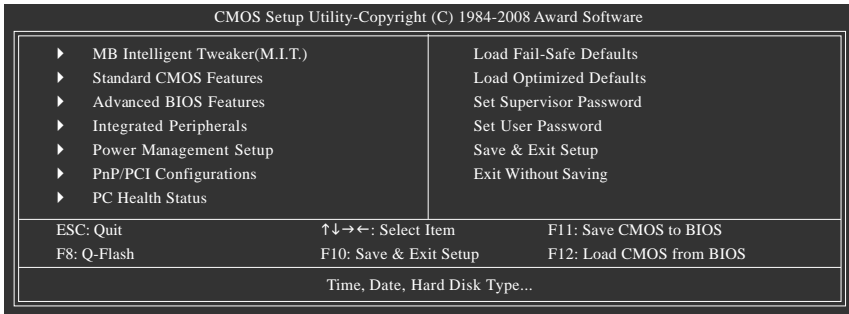 CMOS Setup Utility-Copyright (C) 1984-2008 Award Software
MB Intelligent Tweaker(M.I.T.)
Standard CMOS Features
Advanced BIOS Features
Integrated Peripherals
Power Management Setup
PnP/PCI Configurations
PC Health Status
Load Fail-Safe Defaults
Load Optimized Defaults
Set Supervisor Password
Set User Password
Save & Exit Setup
Exit Without Saving
ESC: Quit ↑↓→←: Select Item F11: Save CMOS to BIOS
F8: Q-Flash F10: Save & Exit Setup F12: Load CMOS from BIOS
Time, Date, Hard Disk Type...